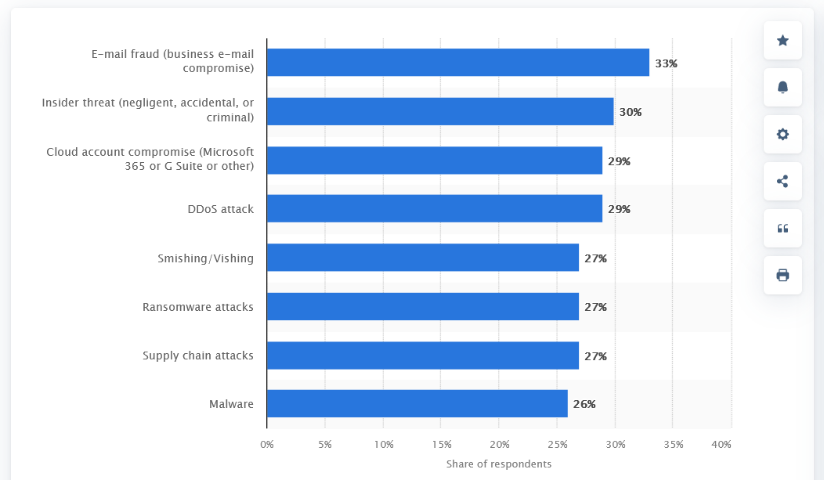 E-mail fraud (business e-mail
compromise)
33%
Insider threat (negligent, accidental, or
criminal)
30%
Cloud account compromise (Microsoft
365 or G Suite or other)
29%
DDoS attack
29%
Smishing/Vishing
27%
Ransomware attacks
27%
Supply chain attacks
27%
Malware
26%
0% 5% 10% 15% 20% 25% 30% 35% 40%
Share of respondents